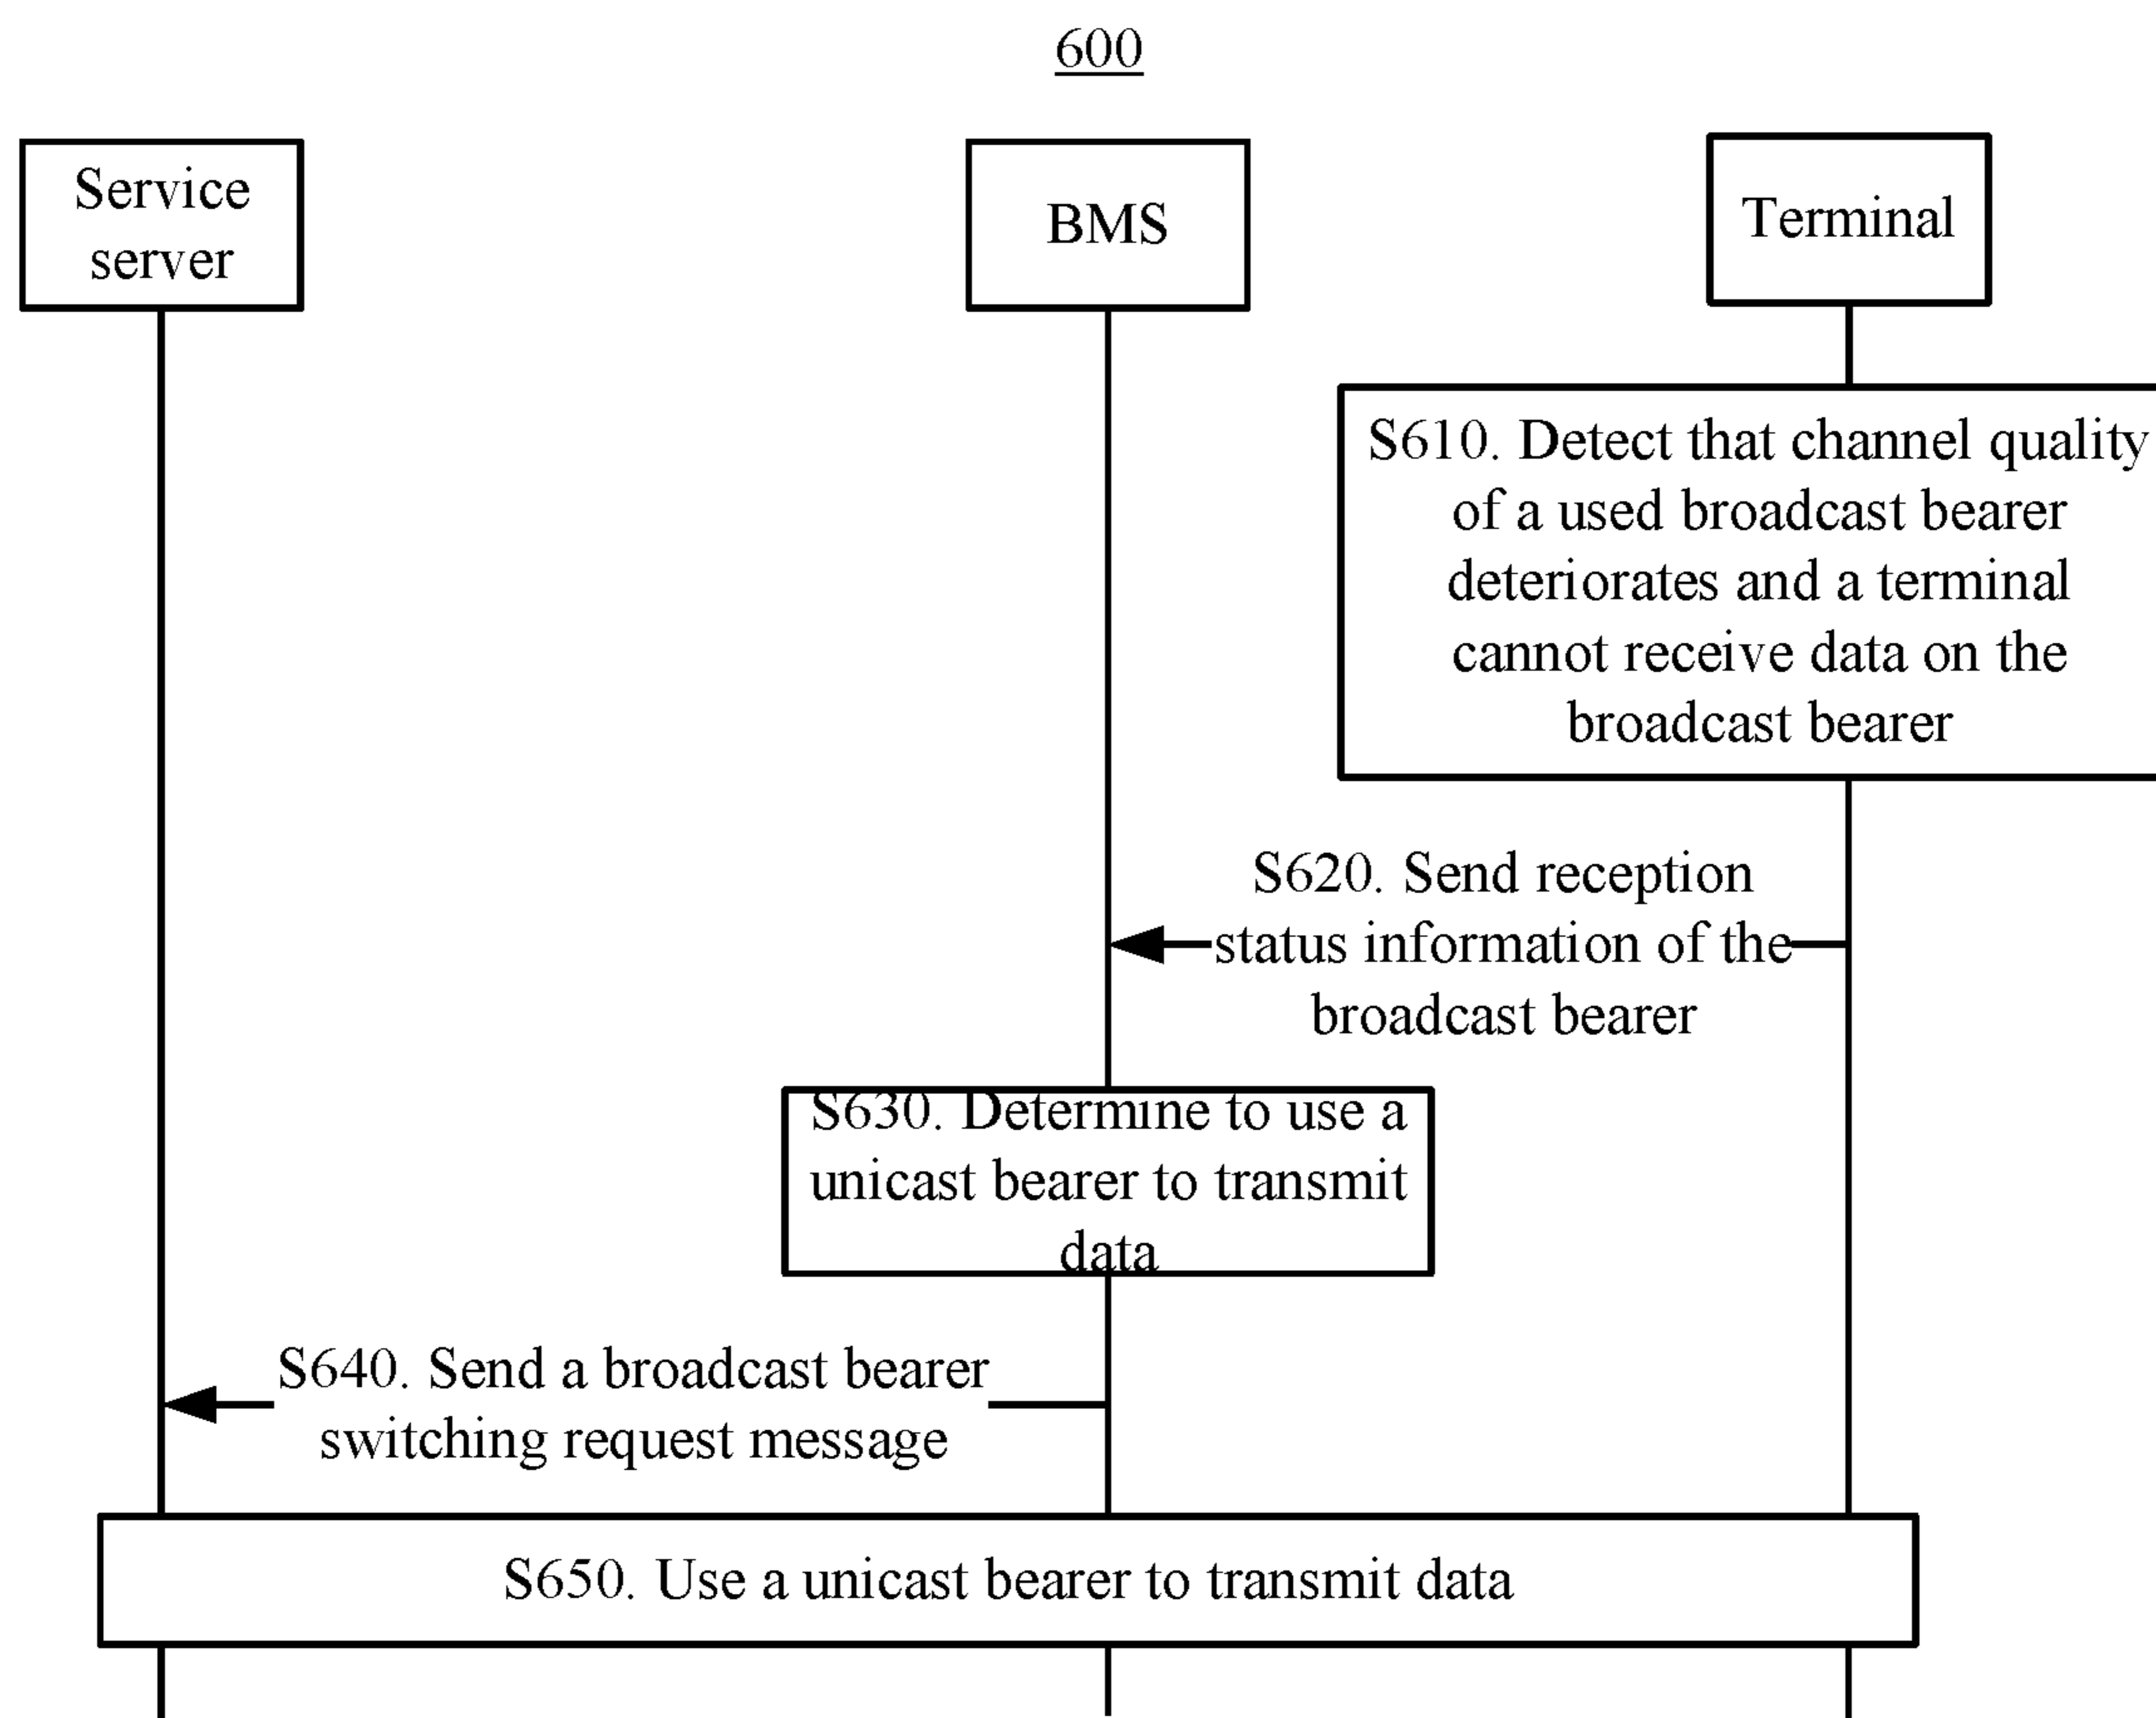 600
Service
server
BMS
Terminal
S610. Detect that channel quality
of a used broadcast bearer
deteriorates and a terminal
cannot receive data on the
broadcast bearer
S620. Send reception
status information of the
broadcast bearer
S630. Determine to use a
unicast bearer to transmit
data
S640. Send a broadcast bearer
switching request message
S650. Use a unicast bearer to transmit data